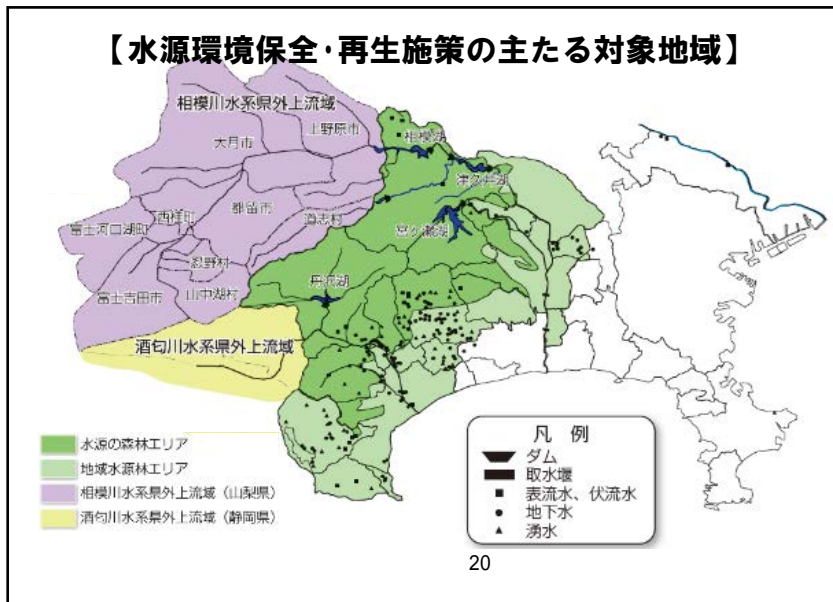 【水源環境保全・再生施策の主たる対象地域】
相模川水系県外上流域
上野原市
大月市
相模湖
津久井湖
都留市
西桂町
道志村
富士河口湖町
宮ヶ瀬湖
忍野村
丹沢湖
富士吉田市
山中湖村
酒匂川水系県外上流域
水源の森林エリア
地域水源林エリア
相模川水系県外上流域（山梨県）
酒匂川水系県外上流域（静岡県）
凡 例
ダム
取水堰
表流水、伏流水
地下水
湧水
20